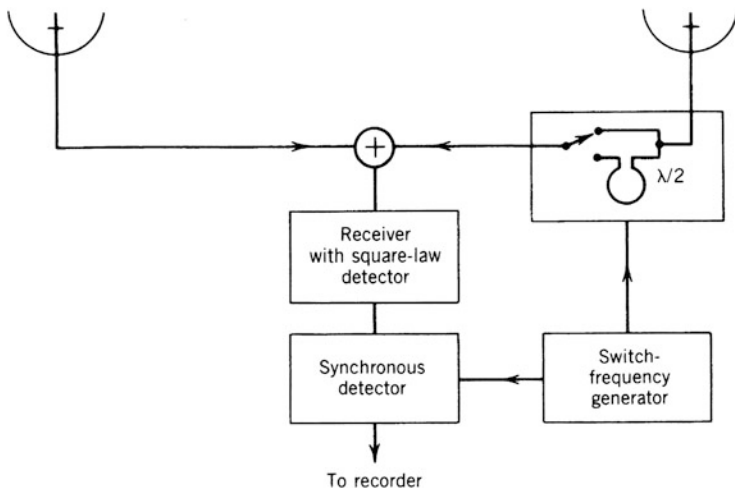 +
+
+
λ/2
Receiver
with square-law
detector
Synchronous
detector
Switch-
frequency
generator
To recorder